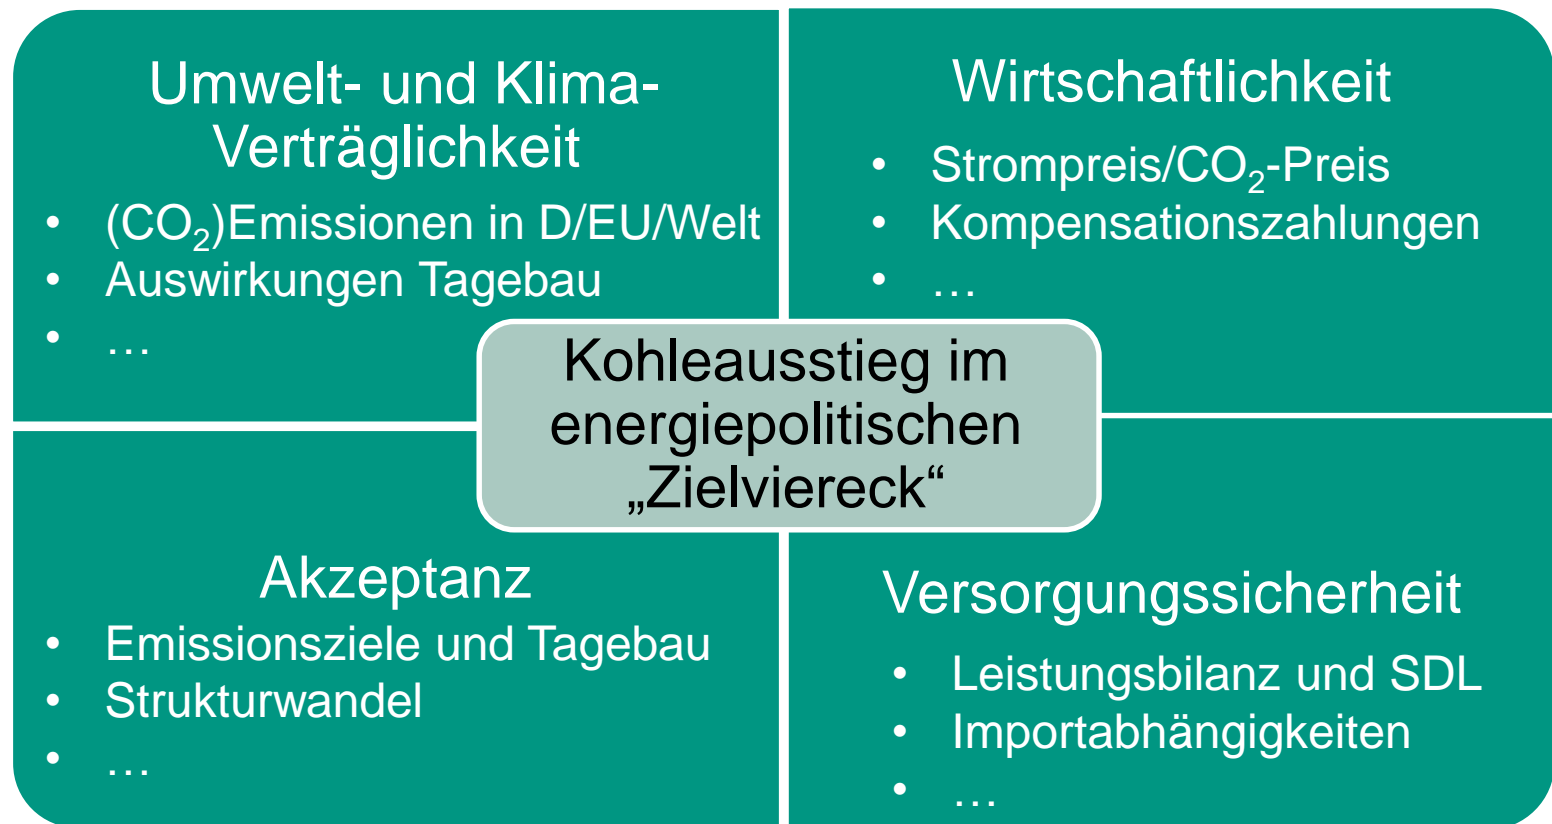 Umwelt- und Klima-
Verträglichkeit
• (CO₂)Emissionen in D/EU/Welt
• Auswirkungen Tagebau
• …
Wirtschaftlichkeit
• Strompreis/CO₂-Preis
• Kompensationszahlungen
• …
Kohleausstieg im
energiepolitischen
„Zielviereck“
Akzeptanz
• Emissionsziele und Tagebau
• Strukturwandel
• …
Versorgungssicherheit
• Leistungsbilanz und SDL
• Importabhängigkeiten
• …